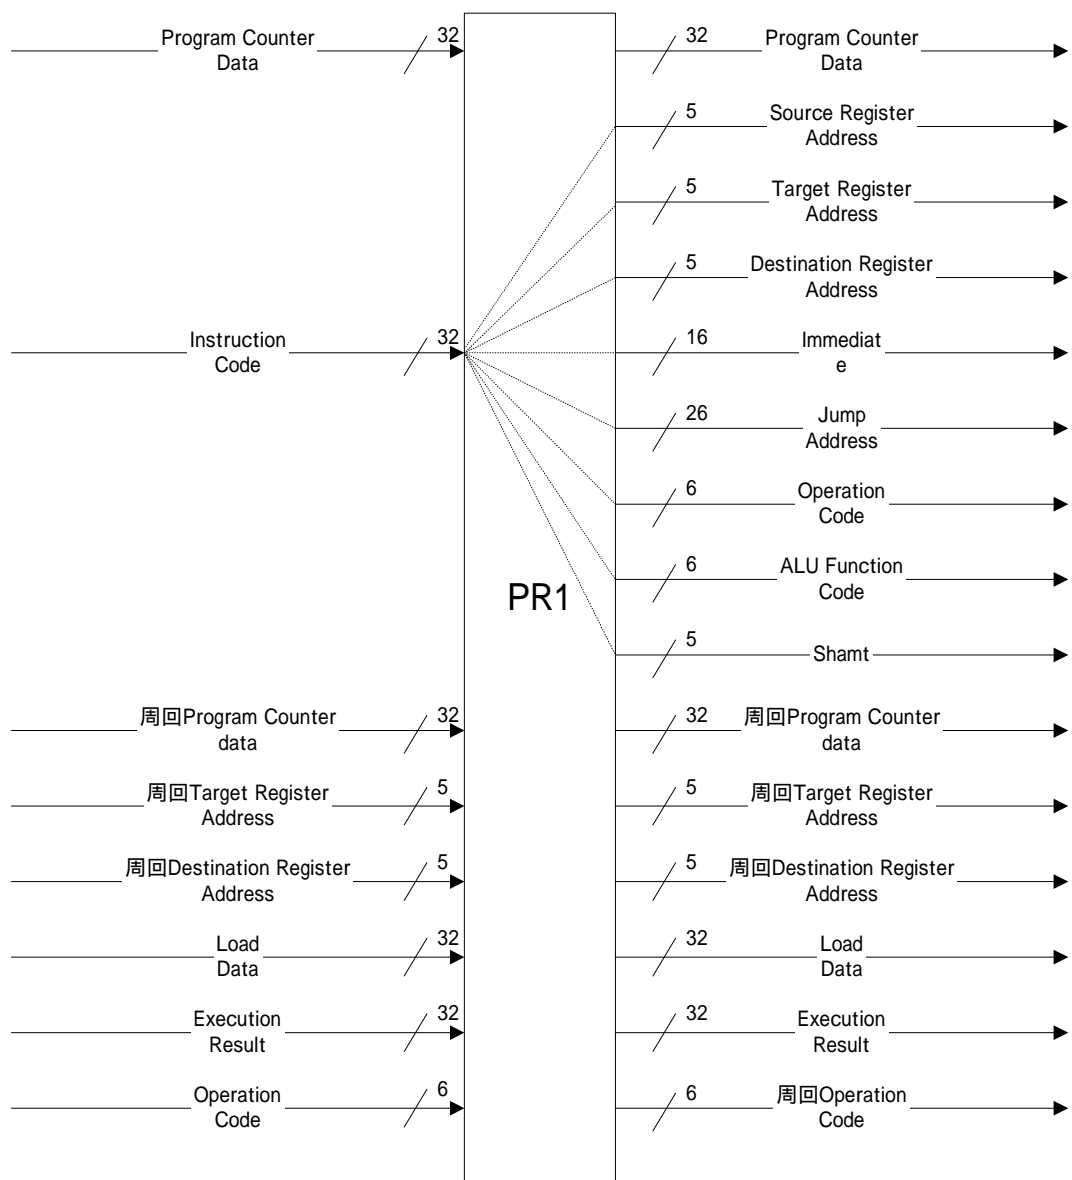 Program Counter
Data
32
32
Program Counter
Data
5
Source Register
Address
5
Target Register
Address
5
Destination Register
Address
Instruction
Code
32
16
Immediat
e
26
Jump
Address
6
Operation
Code
6
ALU Function
Code
PR1
5
Shamt
周回Program Counter
data
32
32
周回Program Counter
data
周回Target Register
Address
5
5
周回Target Register
Address
周回Destination Register
Address
5
5
周回Destination Register
Address
Load
Data
32
32
Load
Data
Execution
Result
32
32
Execution
Result
Operation
Code
6
6
周回Operation
Code